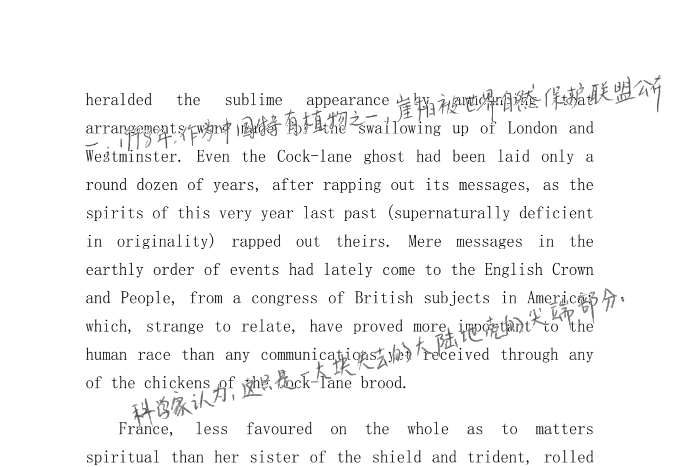 heralded the sublime appearance by announcing that
一,1998年,作为中国特有植物之一,崖柏被世界自然保护联盟公布
arrangements were made for the swallowing up of London and
Westminster. Even the Cock-lane ghost had been laid only a
round dozen of years, after rapping out its messages, as the
spirits of this very year last past (supernaturally deficient
in originality) rapped out theirs. Mere messages in the
earthly order of events had lately come to the English Crown
and People, from a congress of British subjects in America:
which, strange to relate, have proved more important to the
human race than any communications yet received through any
of the chickens of the Cock-lane brood.
科学家认为,这只是一大块失去的大陆地壳的尖端部分。
France, less favoured on the whole as to matters
spiritual than her sister of the shield and trident, rolled